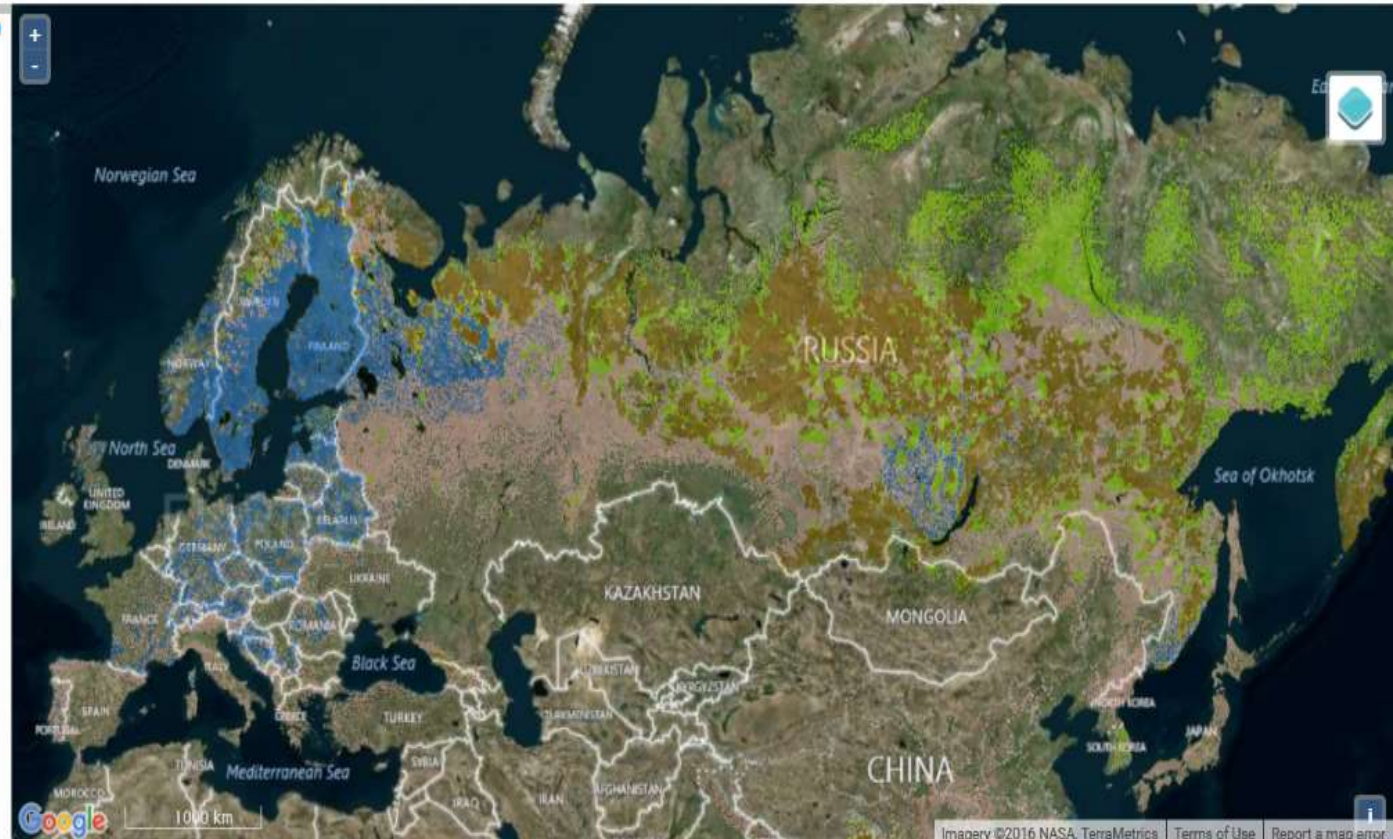 +
-
Norwegian Sea
RUSSIA
FINLAND
NORWAY
North Sea
DENMARK
Sea of Okhotsk
UNITED
KINGDOM
IRELAND
BELARUS
GERMANY
POLAND
UKRAINE
KAZAKHSTAN
FRANCE
MONGOLIA
ROMANIA
ITALY
Black Sea
UZBEKISTAN
KYRGYZSTAN
SPAIN
PORTUGAL
GREECE
TURKEY
TURKMENISTAN
NORTH KOREA
JAPAN
SOUTH KOREA
TUNISIA
Mediterranean Sea
SYRIA
CHINA
MOROCCO
IRAQ
IRAN
AFGHANISTAN
Google
1000 km
i
Imagery ©2016 NASA, TerraMetrics
Terms of Use
Report a map error